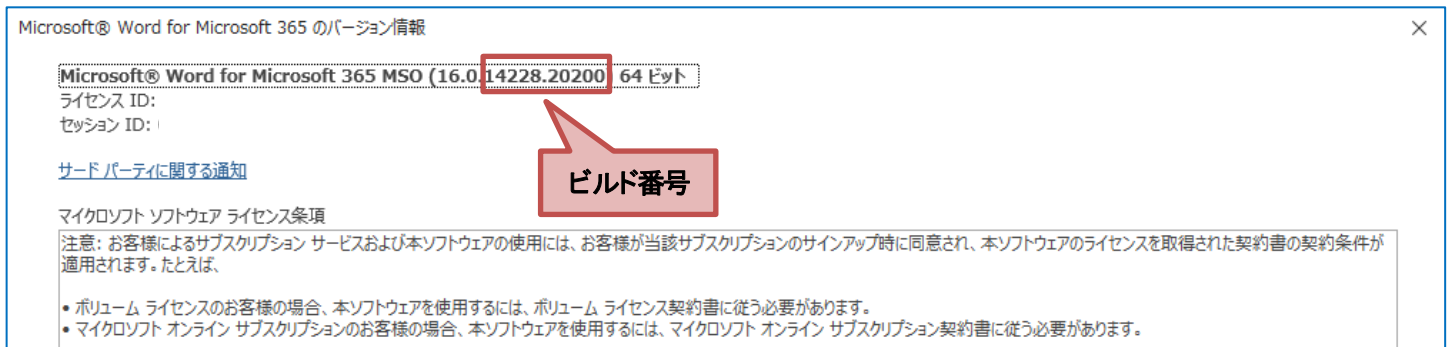 Microsoft® Word for Microsoft 365 のバージョン情報
Microsoft® Word for Microsoft 365 MSO (16.0.14228.20200) 64 ビット
ライセンス ID:
セッション ID:
ビルド番号
サード パーティに関する通知
マイクロソフト ソフトウェア ライセンス条項
注意: お客様によるサブスクリプション サービスおよび本ソフトウェアの使用には、お客様が当該サブスクリプションのサインアップ時に同意され、本ソフトウェアのライセンスを取得された契約書の契約条件が
適用されます。たとえば、
• ボリューム ライセンスのお客様の場合、本ソフトウェアを使用するには、ボリューム ライセンス契約書に従う必要があります。
• マイクロソフト オンライン サブスクリプションのお客様の場合、本ソフトウェアを使用するには、マイクロソフト オンライン サブスクリプション契約書に従う必要があります。